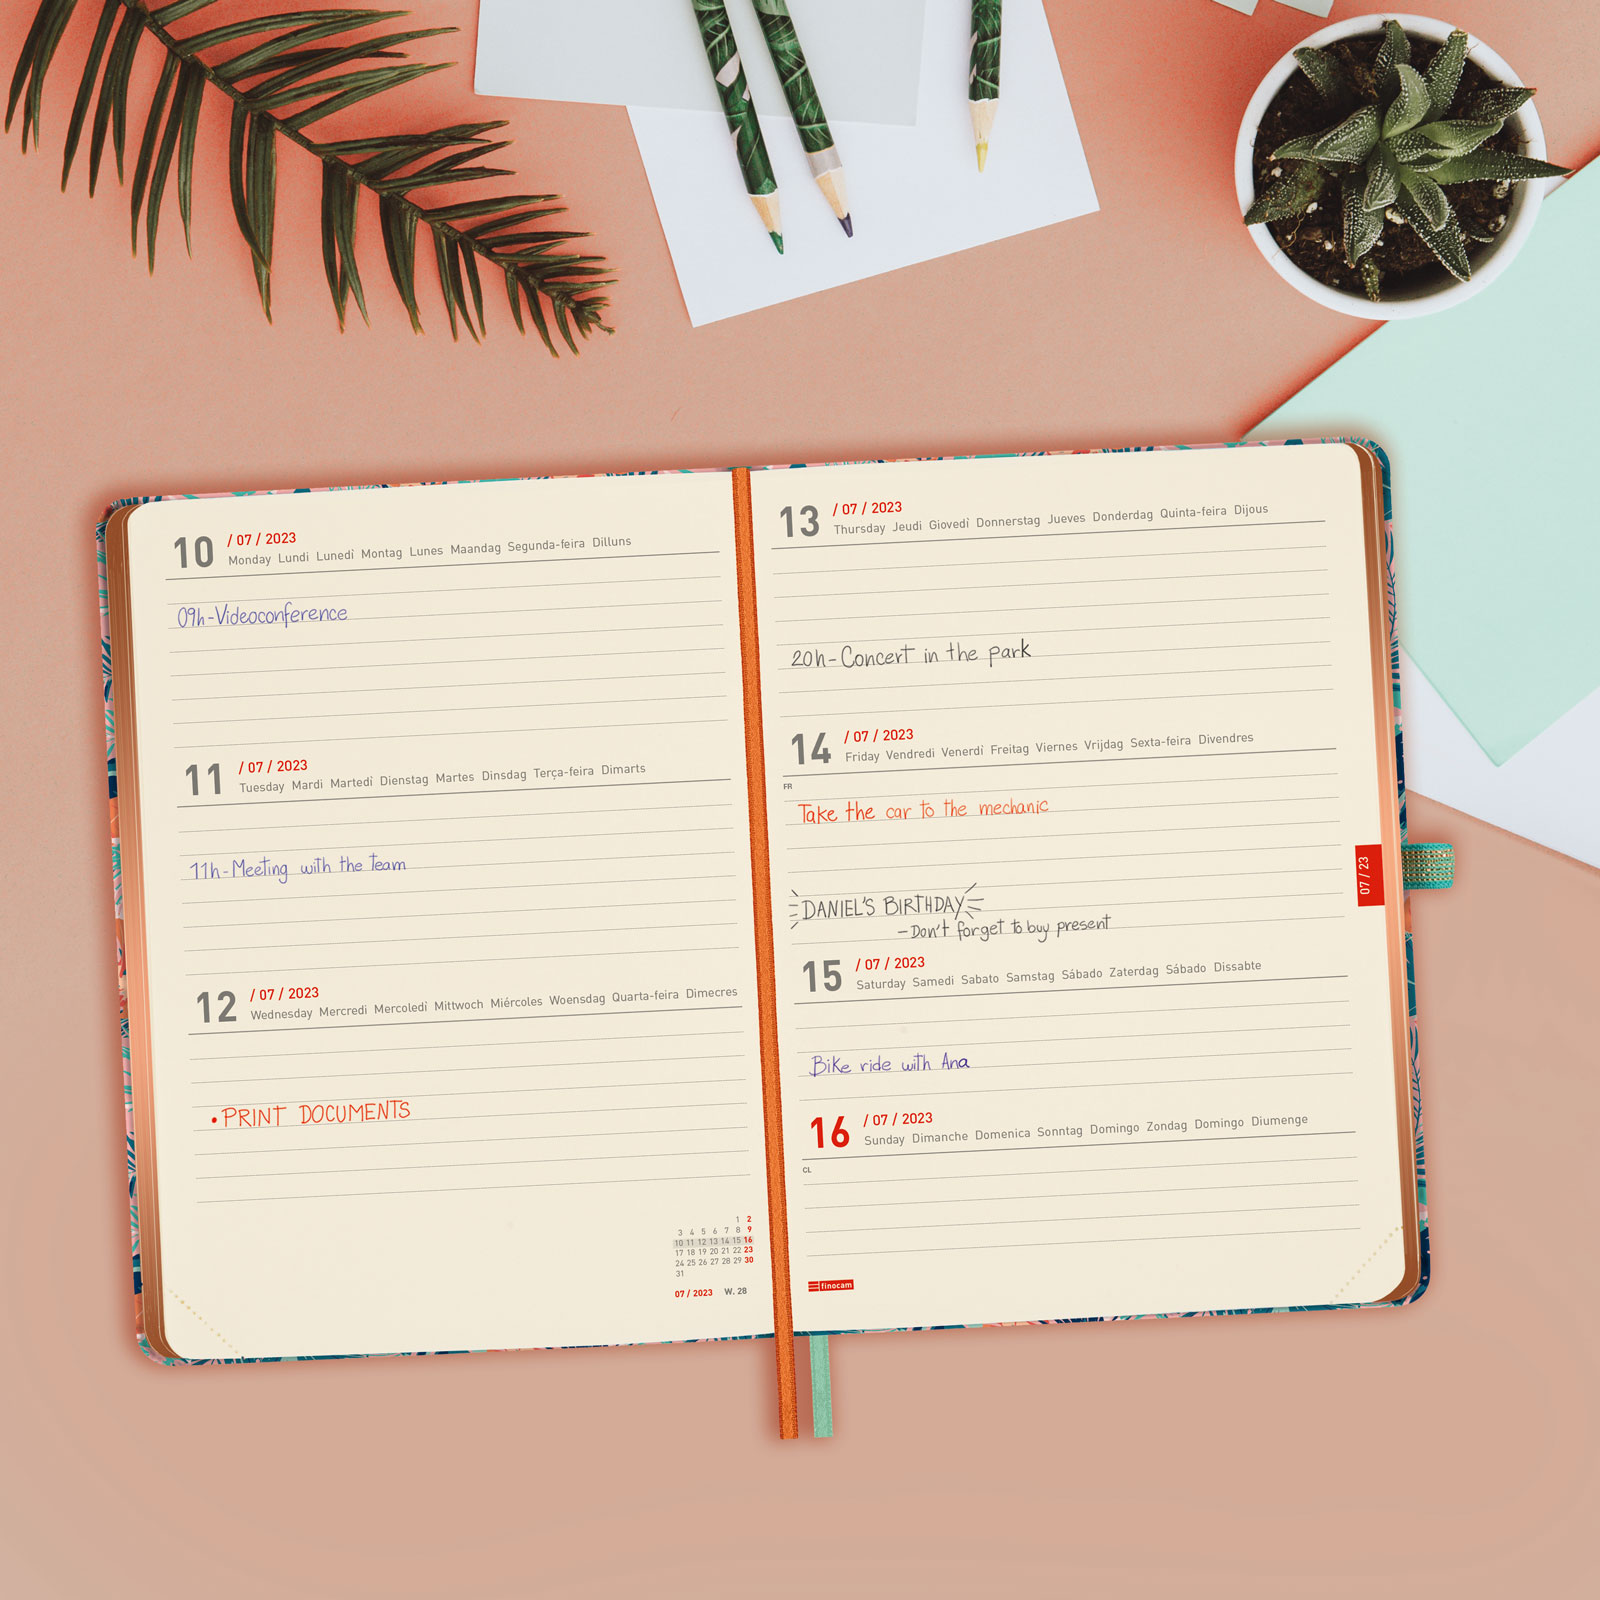 10 / 07 / 2023
Monday Lundi Lunedì Montag Lunes Maandag Segunda-feira Dilluns
09h-Videoconference
11 / 07 / 2023
Tuesday Mardi Martedì Dienstag Martes Dinsdag Terça-feira Dimarts
11h-Meeting with the team
12 / 07 / 2023
Wednesday Mercredi Mercoledì Mittwoch Miércoles Woensdag Quarta-feira Dimecres
• PRINT DOCUMENTS
1 2
3 4 5 6 7 8 9
10 11 12 13 14 15 16
17 18 19 20 21 22 23
24 25 26 27 28 29 30
31
07 / 2023 W. 28
13 / 07 / 2023
Thursday Jeudi Giovedì Donnerstag Jueves Donderdag Quinta-feira Dijous
20h-Concert in the park
14 / 07 / 2023
Friday Vendredi Venerdì Freitag Viernes Vrijdag Sexta-feira Divendres
FR
Take the car to the mechanic
DANIEL'S BIRTHDAY
-Don't forget to buy present
07 / 23
15 / 07 / 2023
Saturday Samedi Sabato Samstag Sábado Zaterdag Sábado Dissabte
Bike ride with Ana
16 / 07 / 2023
Sunday Dimanche Domenica Sonntag Domingo Zondag Domingo Diumenge
CL
finocam